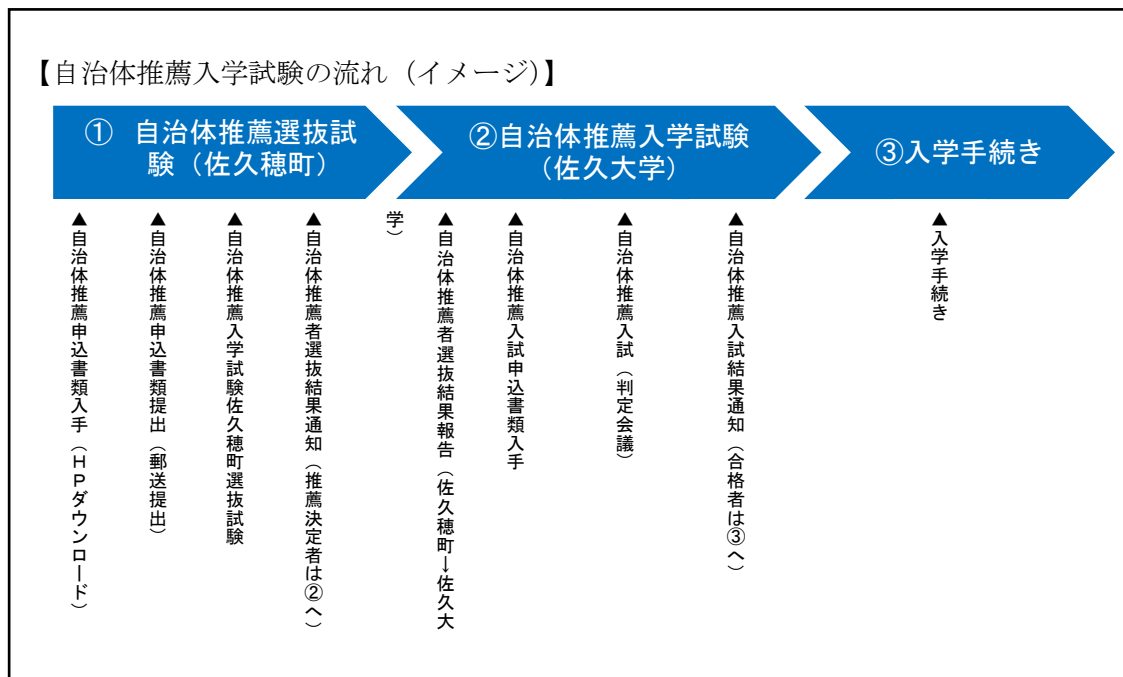 【自治体推薦入学試験の流れ（イメージ）】
① 自治体推薦選抜試
験（佐久穂町）
②自治体推薦入学試験
（佐久大学）
③入学手続き
▲自治体推薦申込書類入手（ＨＰダウンロード）
▲自治体推薦申込書類提出（郵送提出）
▲自治体推薦入学試験佐久穂町選抜試験
▲自治体推薦者選抜結果通知（推薦決定者は②へ）
▲自治体推薦者選抜結果報告（佐久穂町→佐久大
学）
▲自治体推薦入試申込書類入手
▲自治体推薦入試（判定会議）
▲自治体推薦入試結果通知（合格者は③へ）
▲入学手続き